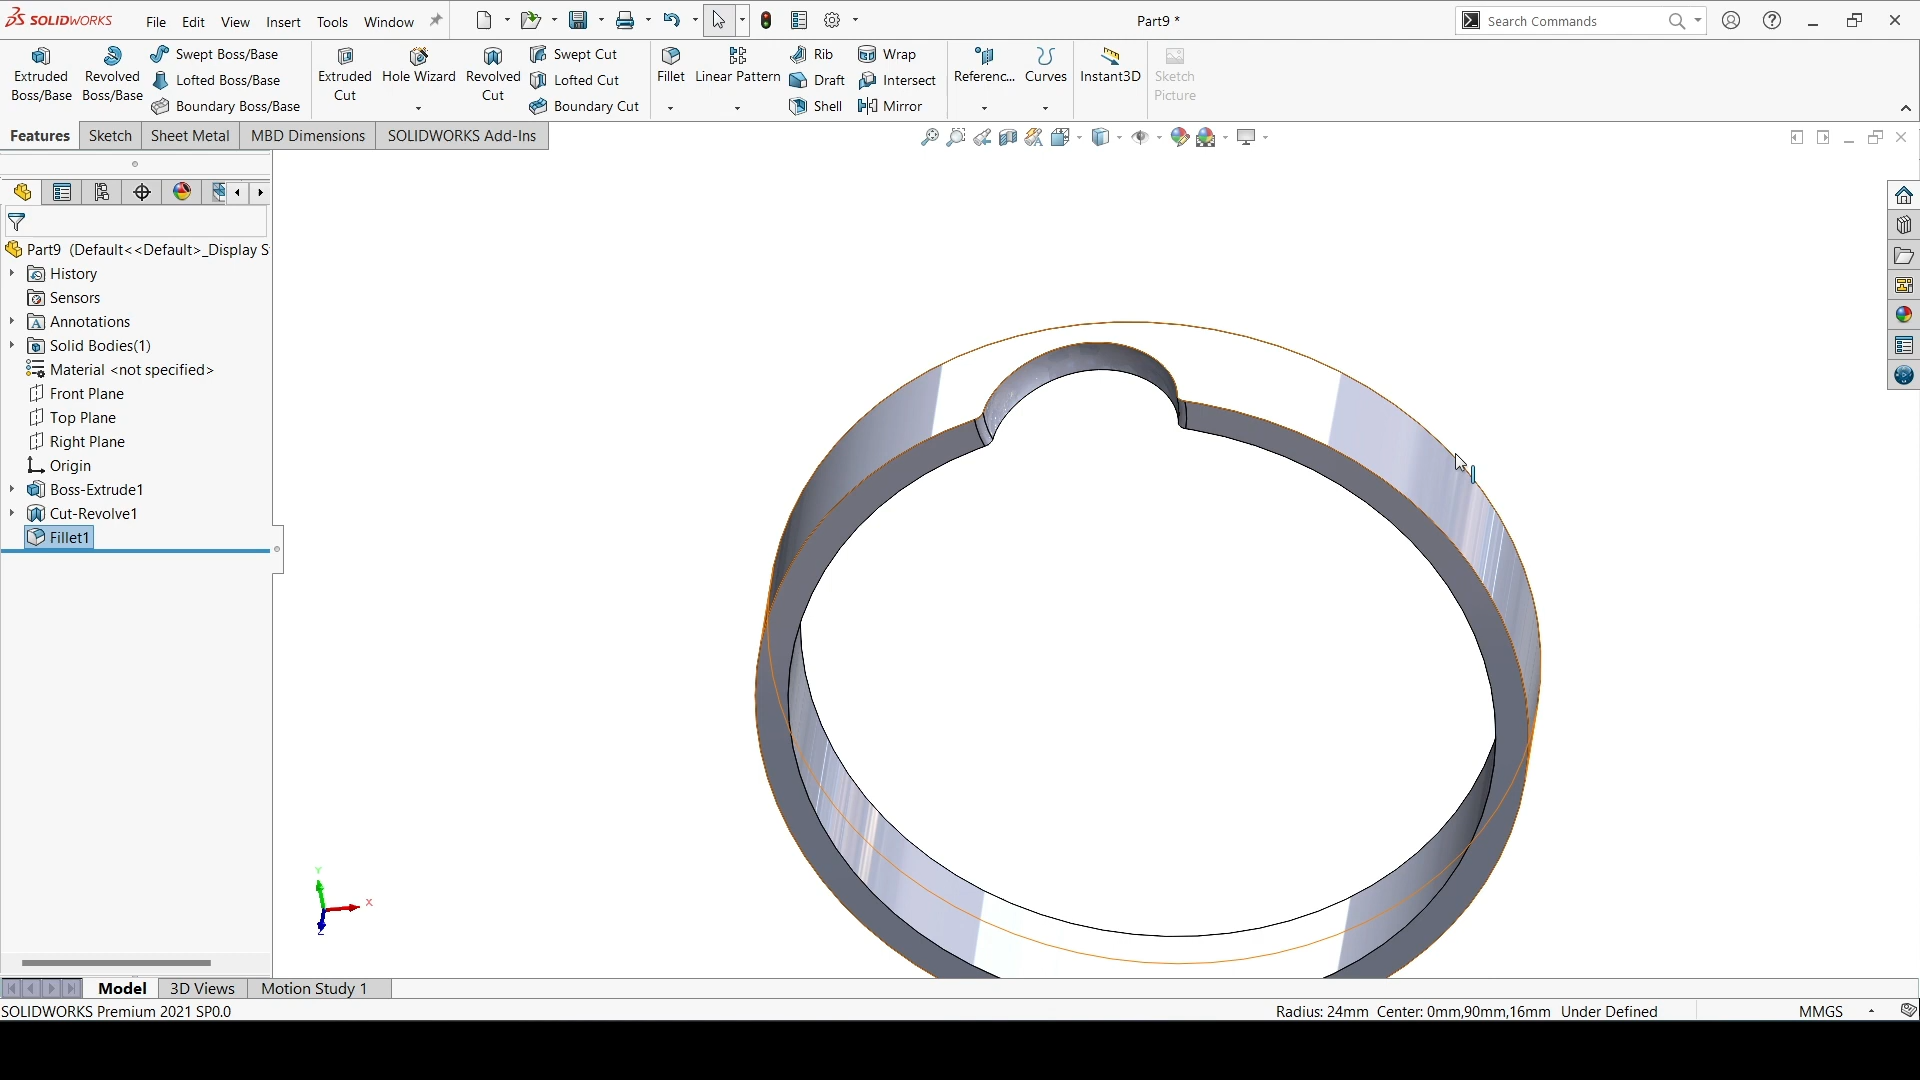 SOLIDWORKS File Edit View Insert Tools Window Part9 * Search Commands
Extruded Boss/Base
Revolved Boss/Base
Swept Boss/Base
Lofted Boss/Base
Boundary Boss/Base
Extruded Cut
Hole Wizard
Revolved Cut
Swept Cut
Lofted Cut
Boundary Cut
Fillet
Linear Pattern
Rib
Draft
Shell
Wrap
Intersect
Mirror
Referenc...
Curves
Instant3D
Sketch Picture
Features Sketch Sheet Metal MBD Dimensions SOLIDWORKS Add-Ins
Part9 (Default<<Default>_Display S
History
Sensors
Annotations
Solid Bodies(1)
Material <not specified>
Front Plane
Top Plane
Right Plane
Origin
Boss-Extrude1
Cut-Revolve1
Fillet1
Y
X
Z
Model 3D Views Motion Study 1
SOLIDWORKS Premium 2021 SP0.0 Radius: 24mm Center: 0mm,90mm,16mm Under Defined MMGS